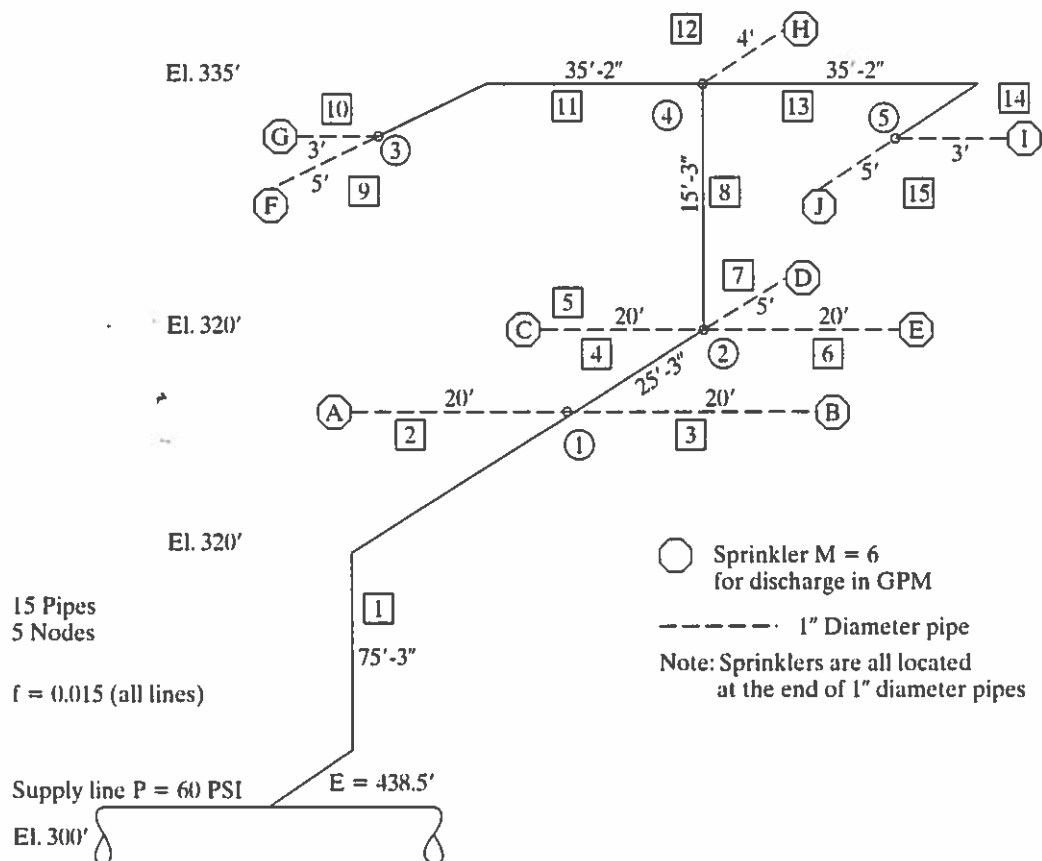 12
H
4'
El. 335'
35'-2"
35'-2"
10
11
4
13
14
G
3
5
I
3'
3'
5'
9
F
5'
15
J
15'-3"
8
7
D
5
5'
El. 320'
C
20'
20'
E
4
2
6
25'-3"
A
20'
20'
B
2
1
3
El. 320'
Sprinkler M = 6
for discharge in GPM
1
15 Pipes
5 Nodes
1" Diameter pipe
75'-3"
Note: Sprinklers are all located
at the end of 1" diameter pipes
f = 0.015 (all lines)
Supply line P = 60 PSI
E = 438.5'
El. 300'